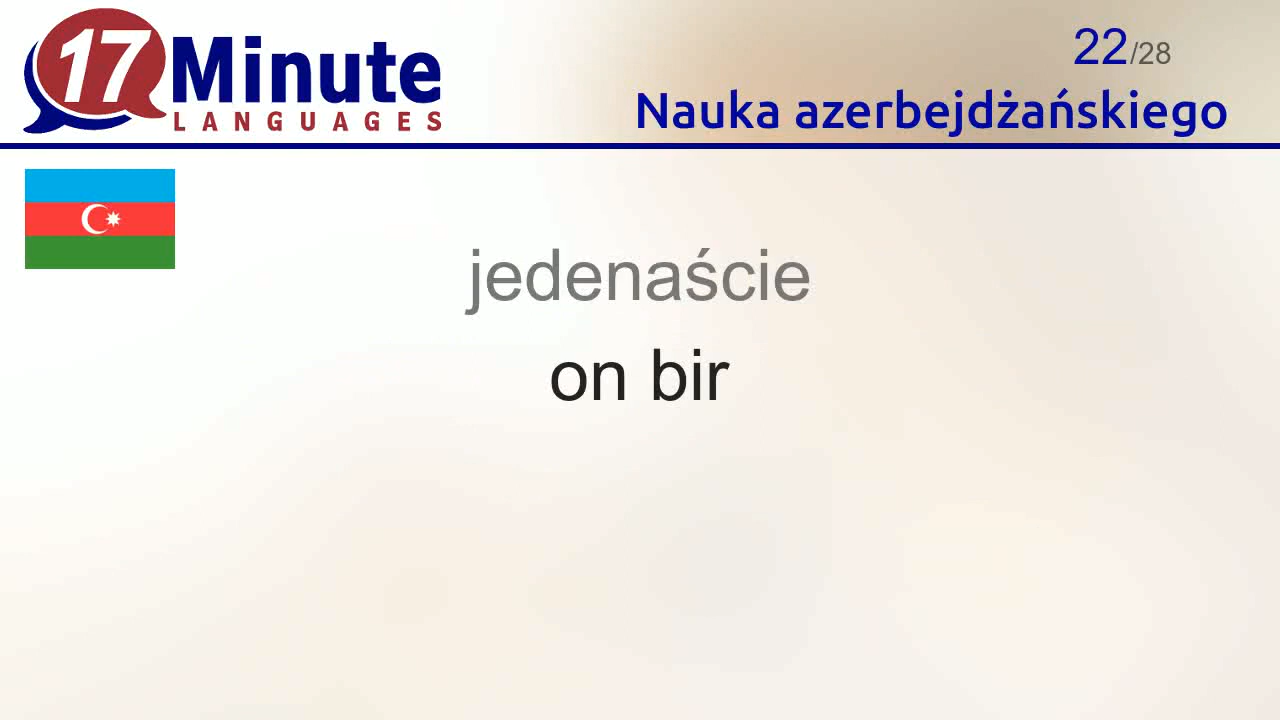 17 Minute
LANGUAGES
22/28
Nauka azerbejdżańskiego
jedenaście
on bir